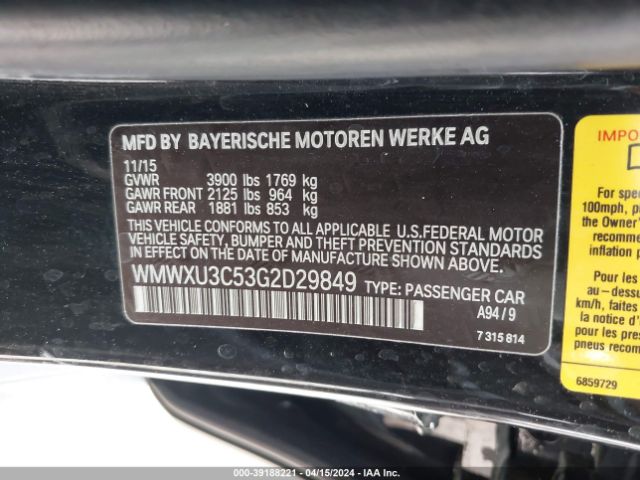 MFD BY BAYERISCHE MOTOREN WERKE AG
11/15
GVWR 3900 lbs 1769 kg
GAWR FRONT 2125 lbs 964 kg
GAWR REAR 1881 lbs 853 kg
THIS VEHICLE CONFORMS TO ALL APPLICABLE U.S.FEDERAL MOTOR
VEHICLE SAFETY, BUMPER AND THEFT PREVENTION STANDARDS
IN EFFECT ON THE DATE OF MANUFACTURE SHOWN ABOVE.
WMWXU3C53G2D29849 TYPE: PASSENGER CAR
A94 / 9
7 315 814
For spec
100mph, p
the Owner'
recomme
inflation p
Pour les
au-dessu
km/h, faites
la notice d'
pour les pres
pneus recom
6859729
000-39188221 - 04/15/2024 - IAA Inc.